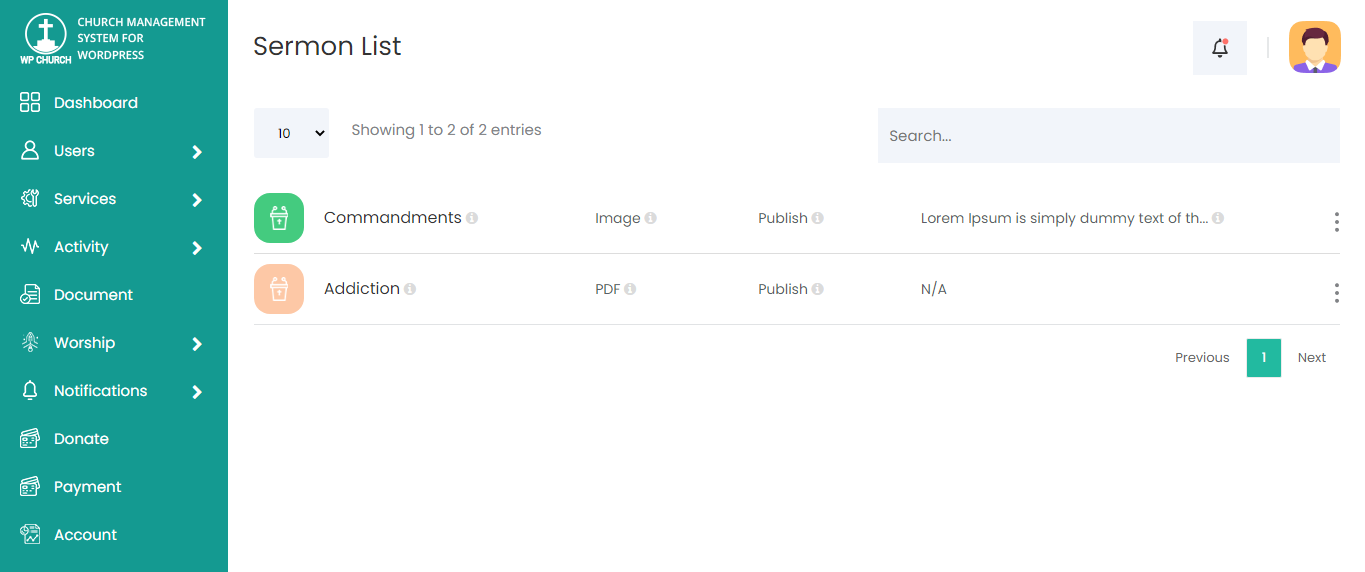 CHURCH MANAGEMENT
SYSTEM FOR
WORDPRESS
WP CHURCH
Dashboard
Users
Services
Activity
Document
Worship
Notifications
Donate
Payment
Account
Sermon List
10
Showing 1 to 2 of 2 entries
Search...
Commandments Image Publish Lorem Ipsum is simply dummy text of th...
Addiction PDF Publish N/A
Previous 1 Next